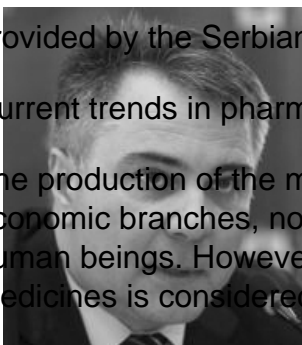 rovided by the Serbian
urrent trends in pharm
he production of the m
conomic branches, no
uman beings. Howeve
edicines is considered